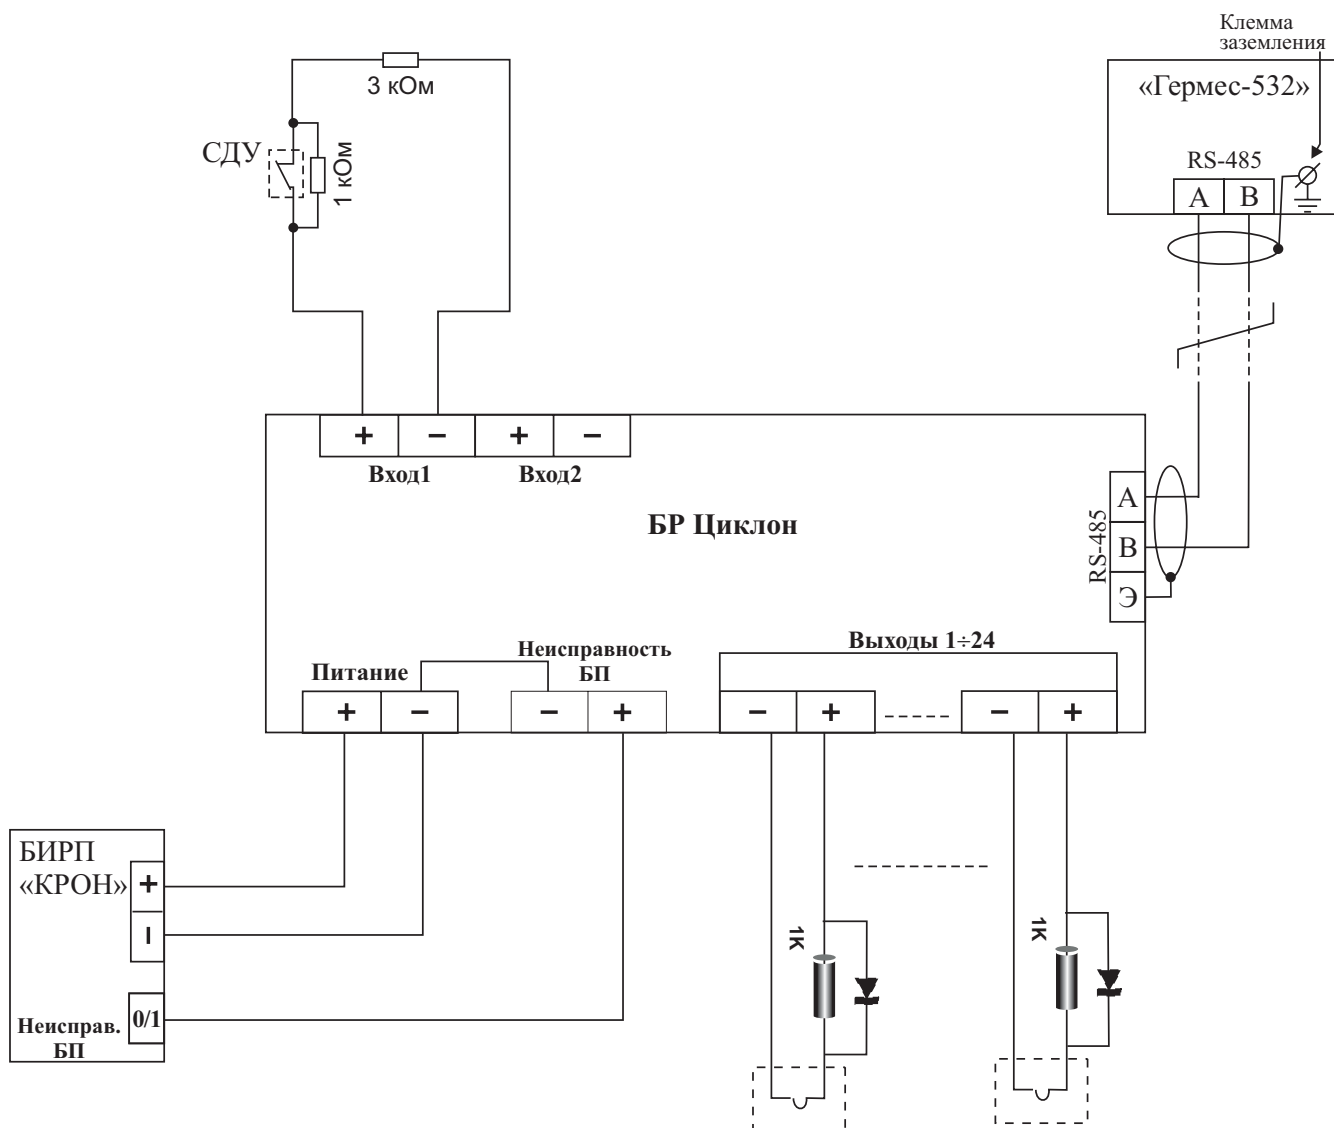 Клемма
заземления
«Гермес-532»
RS-485
A B
3 кОм
СДУ
1 кОм
+ − + −
Вход1 Вход2
БР Циклон
RS-485
A
B
Э
Питание
Неисправность
БП
Выходы 1÷24
+ − − + − + − +
БИРП
«КРОН»
+
−
0/1
Неисправ.
БП
1К
1К